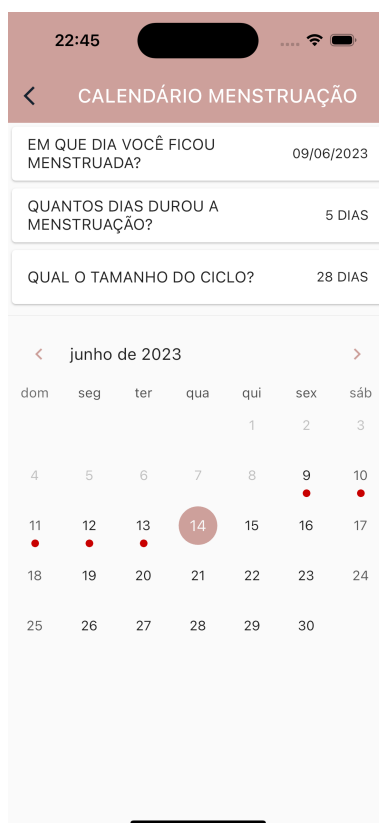 22:45
CALENDÁRIO MENSTRUAÇÃO
EM QUE DIA VOCÊ FICOU
MENSTRUADA?
09/06/2023
QUANTOS DIAS DUROU A
MENSTRUAÇÃO?
5 DIAS
QUAL O TAMANHO DO CICLO? 28 DIAS
junho de 2023
dom seg ter qua qui sex sáb
1 2 3
4 5 6 7 8 9 10
11 12 13 14 15 16 17
18 19 20 21 22 23 24
25 26 27 28 29 30